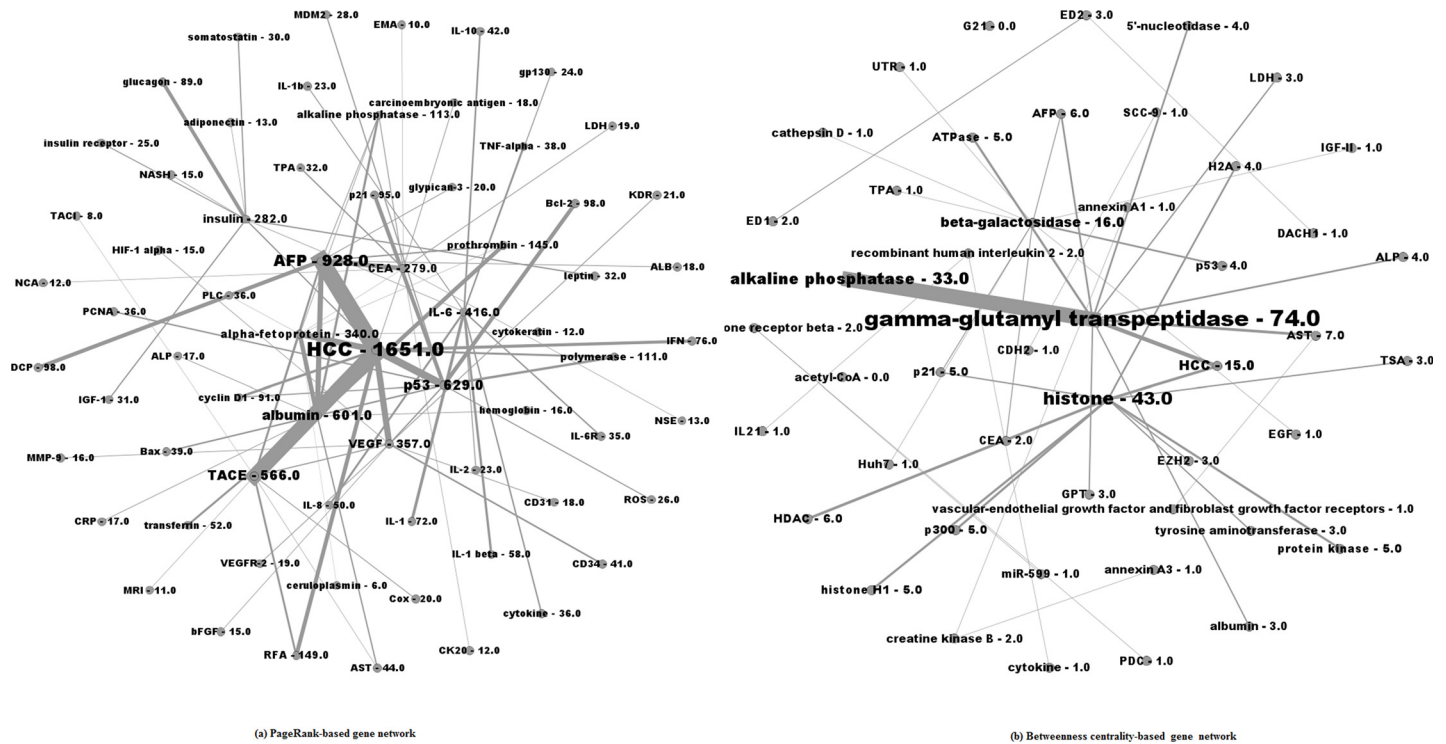 MDM2 - 28.0
EMA - 10.0
IL-10 - 42.0
somatostatin - 30.0
glucagon - 89.0
gp130 - 24.0
IL-1b - 23.0
carcinoembryonic antigen - 18.0
alkaline phosphatase - 113.0
adiponectin - 13.0
LDH - 19.0
insulin receptor - 25.0
TNF-alpha - 38.0
TPA - 32.0
NASH - 15.0
glypican-3 - 20.0
p21 - 95.0
KDR - 21.0
Bcl-2 - 98.0
TACI - 8.0
insulin - 282.0
prothrombin - 145.0
HIF-1 alpha - 15.0
AFP - 928.0
CEA - 279.0
ALB - 18.0
leptin - 32.0
NCA - 12.0
PLC - 36.0
PCNA - 36.0
IL-6 - 416.0
alpha-fetoprotein - 340.0
cytokeratin - 12.0
IFN - 76.0
HCC - 1651.0
ALP - 17.0
polymerase - 111.0
DCP - 98.0
p53 - 629.0
cyclin D1 - 91.0
IGF-1 - 31.0
albumin - 601.0
hemoglobin - 16.0
NSE - 13.0
IL-6R - 35.0
VEGF - 357.0
Bax - 39.0
MMP-9 - 16.0
IL-2 - 23.0
TACE - 566.0
ROS - 26.0
CD31 - 18.0
IL-8 - 50.0
CRP - 17.0
transferrin - 52.0
IL-1 - 72.0
IL-1 beta - 58.0
VEGFR-2 - 19.0
CD34 - 41.0
ceruloplasmin - 6.0
MRI - 11.0
Cox - 20.0
cytokine - 36.0
bFGF - 15.0
CK20 - 12.0
RFA - 149.0
AST - 44.0
(a) PageRank-based gene network
ED2 - 3.0
G21 - 0.0
5'-nucleotidase - 4.0
UTR - 1.0
LDH - 3.0
AFP - 6.0
SCC-9 - 1.0
cathepsin D - 1.0
ATPase - 5.0
IGF-II - 1.0
H2A - 4.0
TPA - 1.0
annexin A1 - 1.0
ED1 - 2.0
beta-galactosidase - 16.0
DACH1 - 1.0
recombinant human interleukin 2 - 2.0
ALP - 4.0
p53 - 4.0
alkaline phosphatase - 33.0
gamma-glutamyl transpeptidase - 74.0
one receptor beta - 2.0
AST - 7.0
CDH2 - 1.0
TSA - 3.0
HCC - 15.0
p21 - 5.0
acetyl-CoA - 0.0
histone - 43.0
IL21 - 1.0
EGF - 1.0
CEA - 2.0
Huh7 - 1.0
EZH2 - 3.0
GPT - 3.0
vascular-endothelial growth factor and fibroblast growth factor receptors - 1.0
HDAC - 6.0
p300 - 5.0
tyrosine aminotransferase - 3.0
protein kinase - 5.0
miR-599 - 1.0
annexin A3 - 1.0
histone H1 - 5.0
albumin - 3.0
creatine kinase B - 2.0
PDC - 1.0
cytokine - 1.0
(b) Betweenness centrality-based gene network